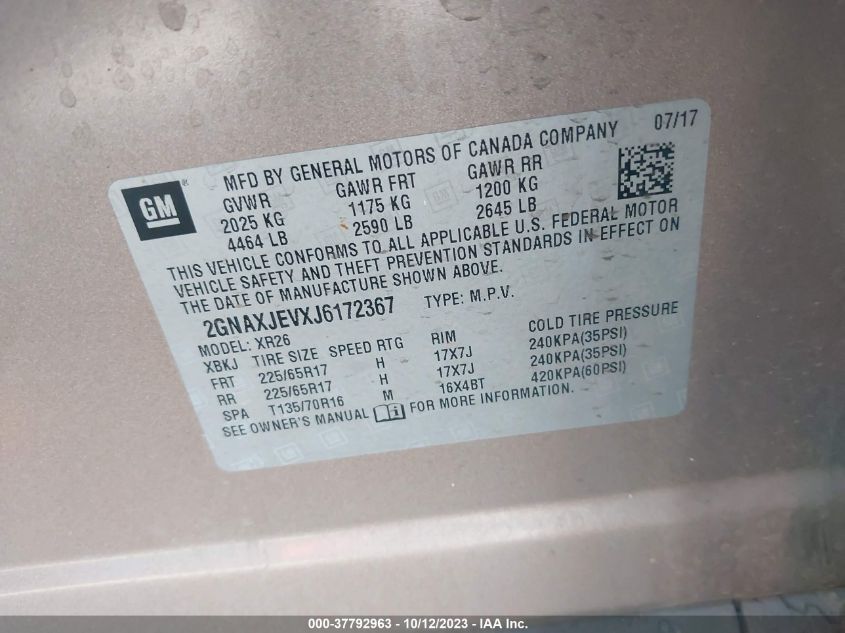 MFD BY GENERAL MOTORS OF CANADA COMPANY 07/17
GM ®
GVWR GAWR FRT GAWR RR
2025 KG 1175 KG 1200 KG
4464 LB 2590 LB 2645 LB
THIS VEHICLE CONFORMS TO ALL APPLICABLE U.S. FEDERAL MOTOR
VEHICLE SAFETY AND THEFT PREVENTION STANDARDS IN EFFECT ON
THE DATE OF MANUFACTURE SHOWN ABOVE.
2GNAXJEVXJ6172367 TYPE: M.P.V.
MODEL: XR26
XBKJ TIRE SIZE SPEED RTG RIM COLD TIRE PRESSURE
FRT 225/65R17 H 17X7J 240KPA(35PSI)
RR 225/65R17 H 17X7J 240KPA(35PSI)
SPA T135/70R16 M 16X4BT 420KPA(60PSI)
SEE OWNER'S MANUAL FOR MORE INFORMATION.
000-37792963 - 10/12/2023 - IAA Inc.